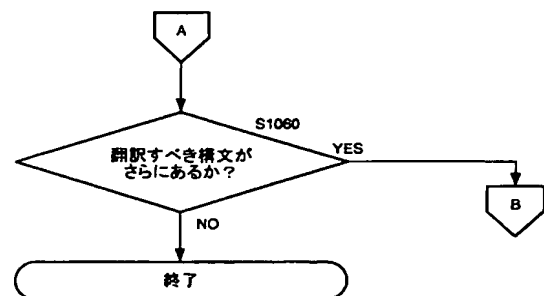 A
S1060
翻訳すべき構文が
さらにあるか？
YES
B
NO
終了